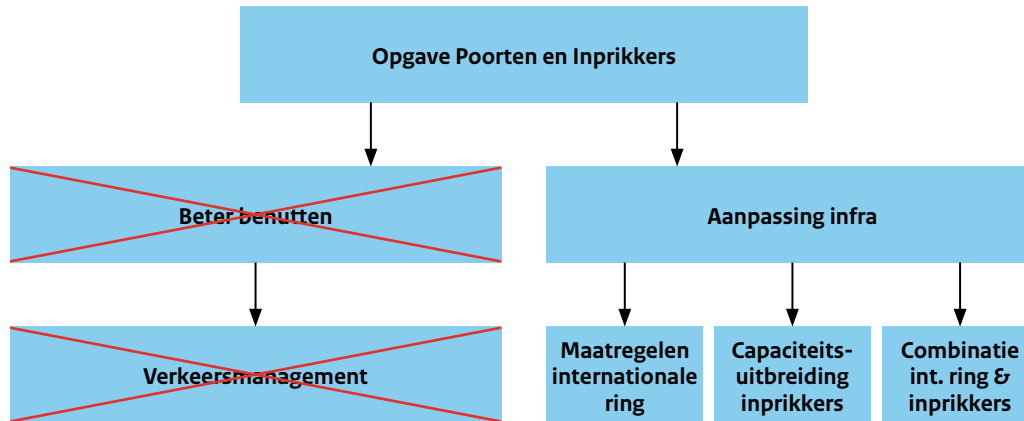 Opgave Poorten en Inprikkers
Beter benutten
Aanpassing infra
Verkeersmanagement
Maatregelen
internationale
ring
Capaciteits-
uitbreiding
inprikkers
Combinatie
int. ring &
inprikkers